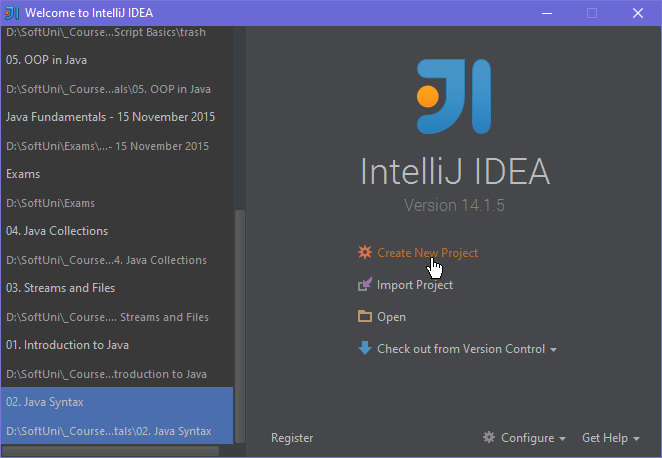 Welcome to IntelliJ IDEA
D:\SoftUni\_Course...Script Basics\trash
05. OOP in Java
D:\SoftUni\_Course...als\05. OOP in Java
Java Fundamentals - 15 November 2015
D:\SoftUni\Exams\...- 15 November 2015
Exams
D:\SoftUni\Exams
04. Java Collections
D:\SoftUni\_Course...4. Java Collections
03. Streams and Files
D:\SoftUni\_Course.... Streams and Files
01. Introduction to Java
D:\SoftUni\_Course...troduction to Java
02. Java Syntax
D:\SoftUni\_Course...tals\02. Java Syntax
IntelliJ IDEA
Version 14.1.5
Create New Project
Import Project
Open
Check out from Version Control
Register
Configure
Get Help